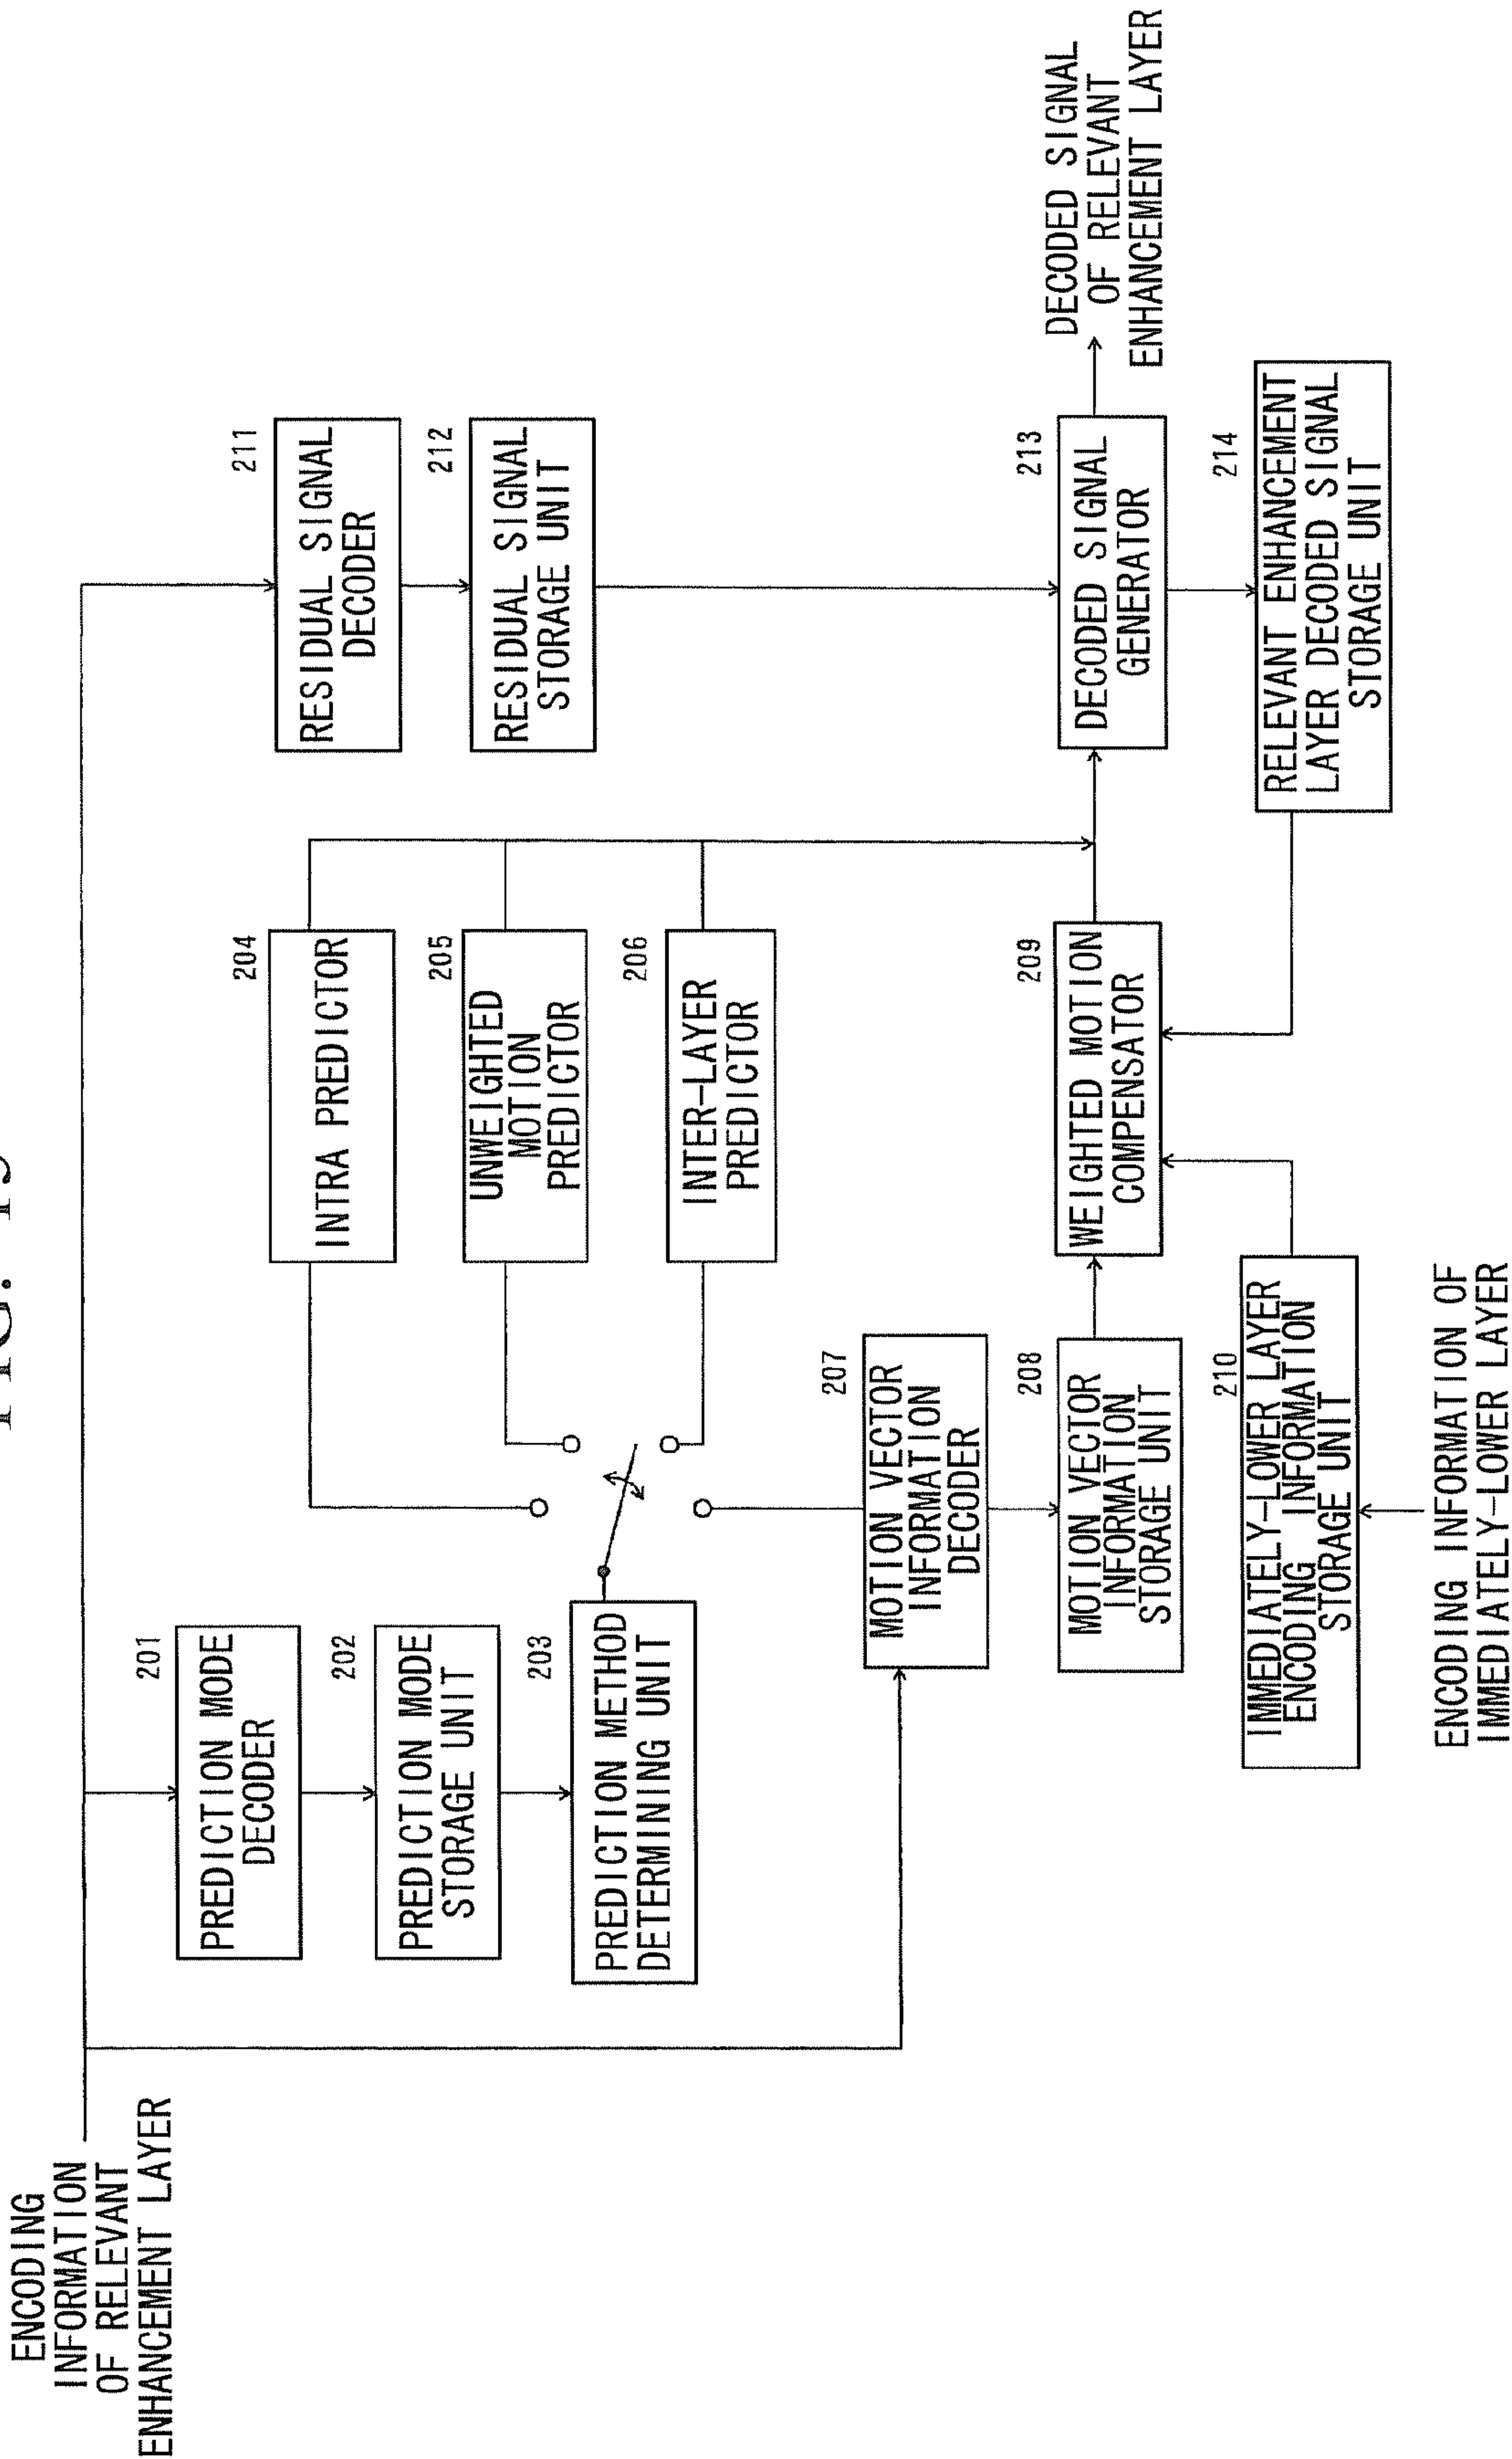 ENCODING
INFORMATION
OF RELEVANT
ENHANCEMENT LAYER
201
PREDICTION MODE
DECODER
202
PREDICTION MODE
STORAGE UNIT
203
PREDICTION METHOD
DETERMINING UNIT
204
INTRA PREDICTOR
205
UNWEIGHTED
MOTION
PREDICTOR
206
INTER-LAYER
PREDICTOR
207
MOTION VECTOR
INFORMATION
DECODER
208
MOTION VECTOR
INFORMATION
STORAGE UNIT
209
WEIGHTED MOTION
COMPENSATOR
210
IMMEDIATELY-LOWER LAYER
ENCODING INFORMATION
STORAGE UNIT
ENCODING INFORMATION OF
IMMEDIATELY-LOWER LAYER
211
RESIDUAL SIGNAL
DECODER
212
RESIDUAL SIGNAL
STORAGE UNIT
213
DECODED SIGNAL
GENERATOR
214
RELEVANT ENHANCEMENT
LAYER DECODED SIGNAL
STORAGE UNIT
DECODED SIGNAL
OF RELEVANT
ENHANCEMENT LAYER